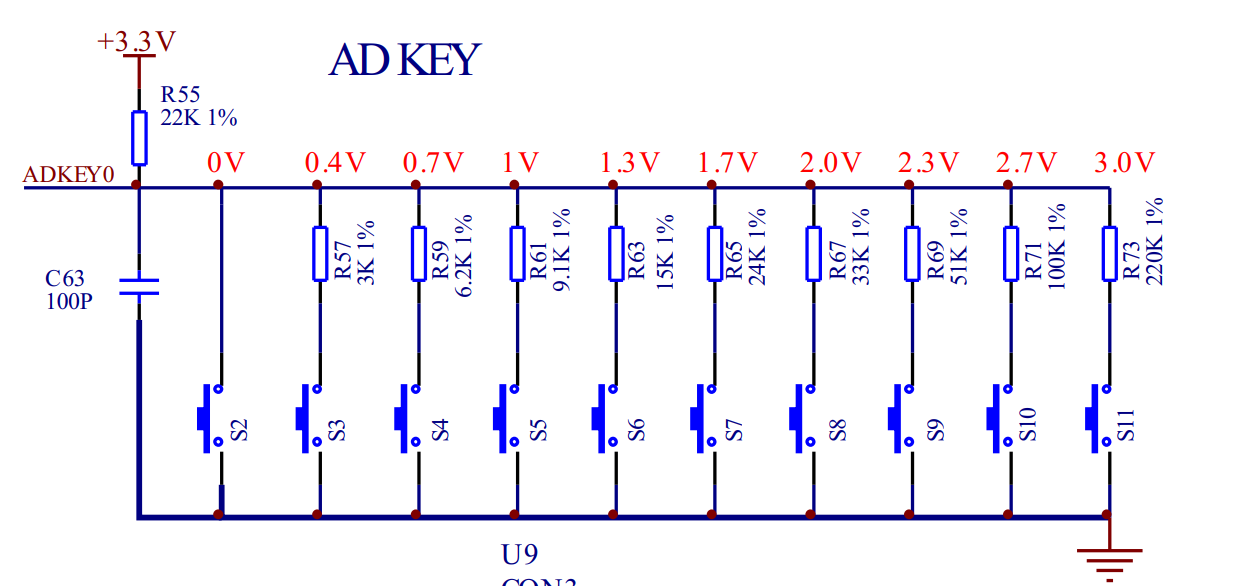 +3.3V
AD KEY
R55
22K 1%
ADKEY0
0V
0.4V
0.7V
1V
1.3V
1.7V
2.0V
2.3V
2.7V
3.0V
R57
3K 1%
R59
6.2K 1%
R61
9.1K 1%
R63
15K 1%
R65
24K 1%
R67
33K 1%
R69
51K 1%
R71
100K 1%
R73
220K 1%
C63
100P
S2
S3
S4
S5
S6
S7
S8
S9
S10
S11
U9
CON3